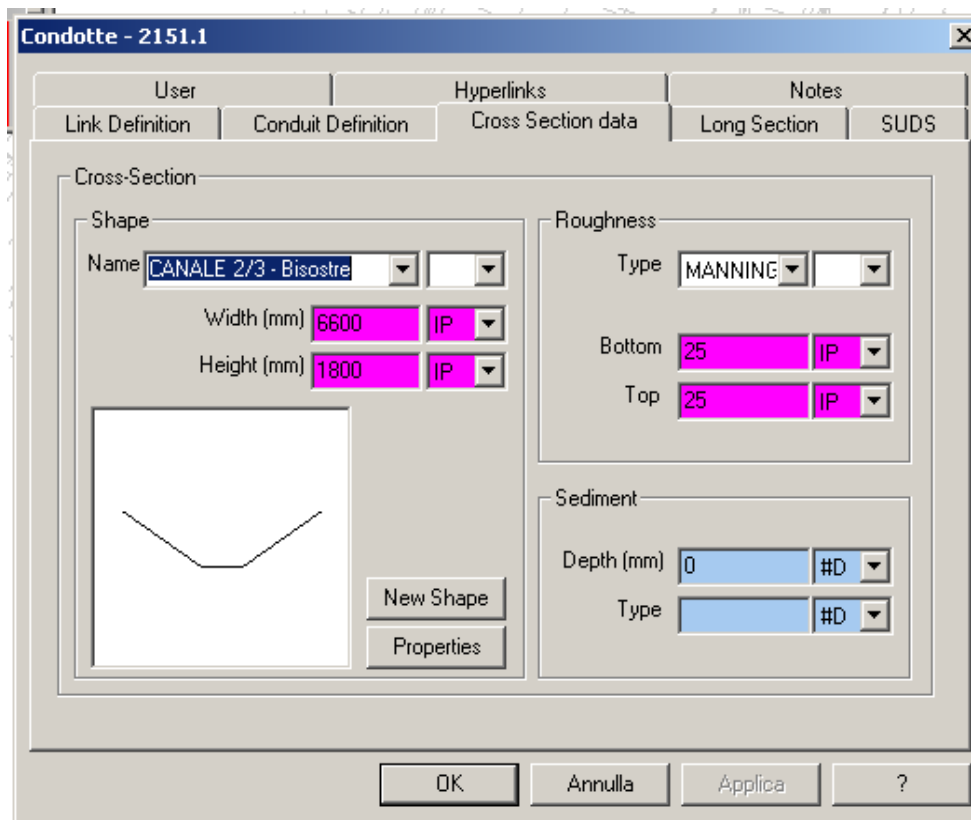 Condotte - 2151.1
User Hyperlinks Notes
Link Definition Conduit Definition Cross Section data Long Section SUDS
Cross-Section
Shape
Name CANALE 2/3 - Bisostre
Width (mm) 6600 IP
Height (mm) 1800 IP
New Shape
Properties
Roughness
Type MANNING
Bottom 25 IP
Top 25 IP
Sediment
Depth (mm) 0 #D
Type #D
OK Annulla Applica ?